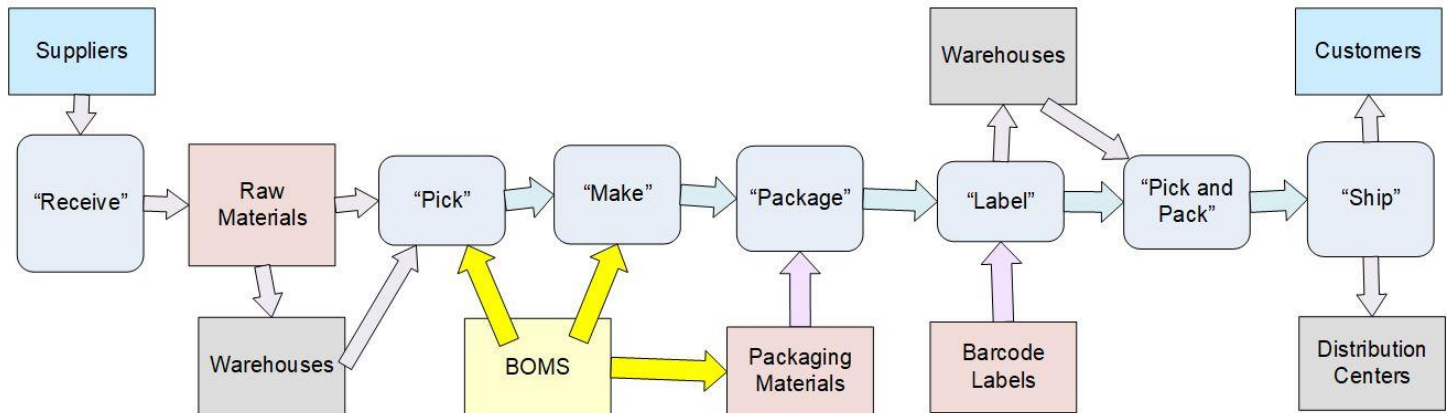 Suppliers
“Receive”
Raw
Materials
Warehouses
“Pick”
“Make”
BOMS
“Package”
Packaging
Materials
Warehouses
“Label”
Barcode
Labels
“Pick and
Pack”
Customers
“Ship”
Distribution
Centers